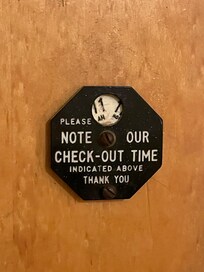 PLEASE
NOTE OUR
CHECK-OUT TIME
INDICATED ABOVE
THANK YOU